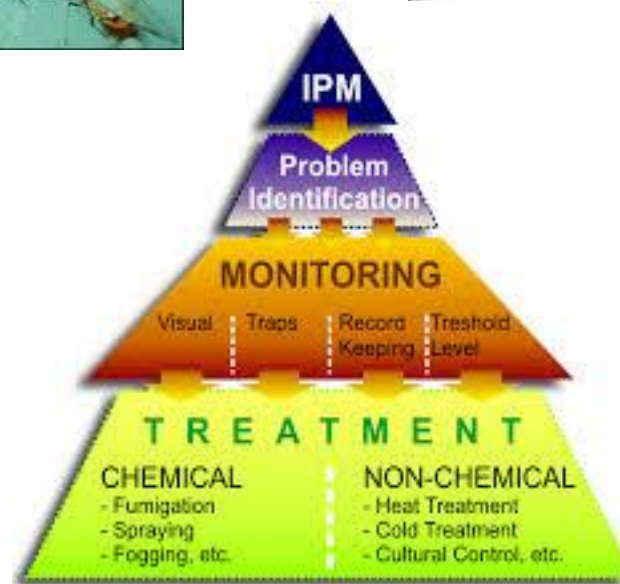 IPM
Problem
Identification
MONITORING
Visual
Traps
Record
Keeping
Treshold
Level
TREATMENT
CHEMICAL
- Fumigation
- Spraying
- Fogging, etc.
NON-CHEMICAL
- Heat Treatment
- Cold Treatment
- Cultural Control, etc.